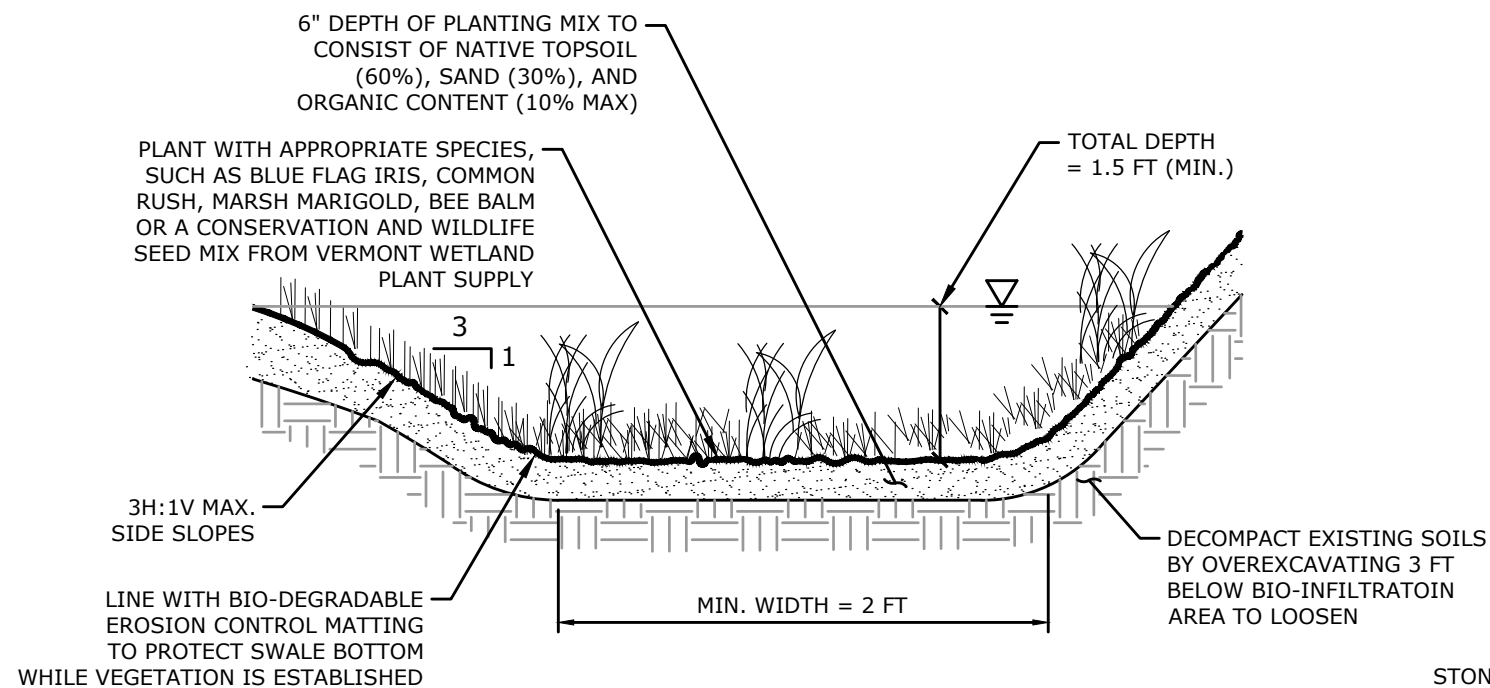 6" DEPTH OF PLANTING MIX TO
CONSIST OF NATIVE TOPSOIL
(60%), SAND (30%), AND
ORGANIC CONTENT (10% MAX)
PLANT WITH APPROPRIATE SPECIES,
SUCH AS BLUE FLAG IRIS, COMMON
RUSH, MARSH MARIGOLD, BEE BALM
OR A CONSERVATION AND WILDLIFE
SEED MIX FROM VERMONT WETLAND
PLANT SUPPLY
TOTAL DEPTH
= 1.5 FT (MIN.)
3
1
3H:1V MAX.
SIDE SLOPES
LINE WITH BIO-DEGRADABLE
EROSION CONTROL MATTING
TO PROTECT SWALE BOTTOM
WHILE VEGETATION IS ESTABLISHED
MIN. WIDTH = 2 FT
DECOMPACT EXISTING SOILS
BY OVEREXCAVATING 3 FT
BELOW BIO-INFILTRATOIN
AREA TO LOOSEN
STON